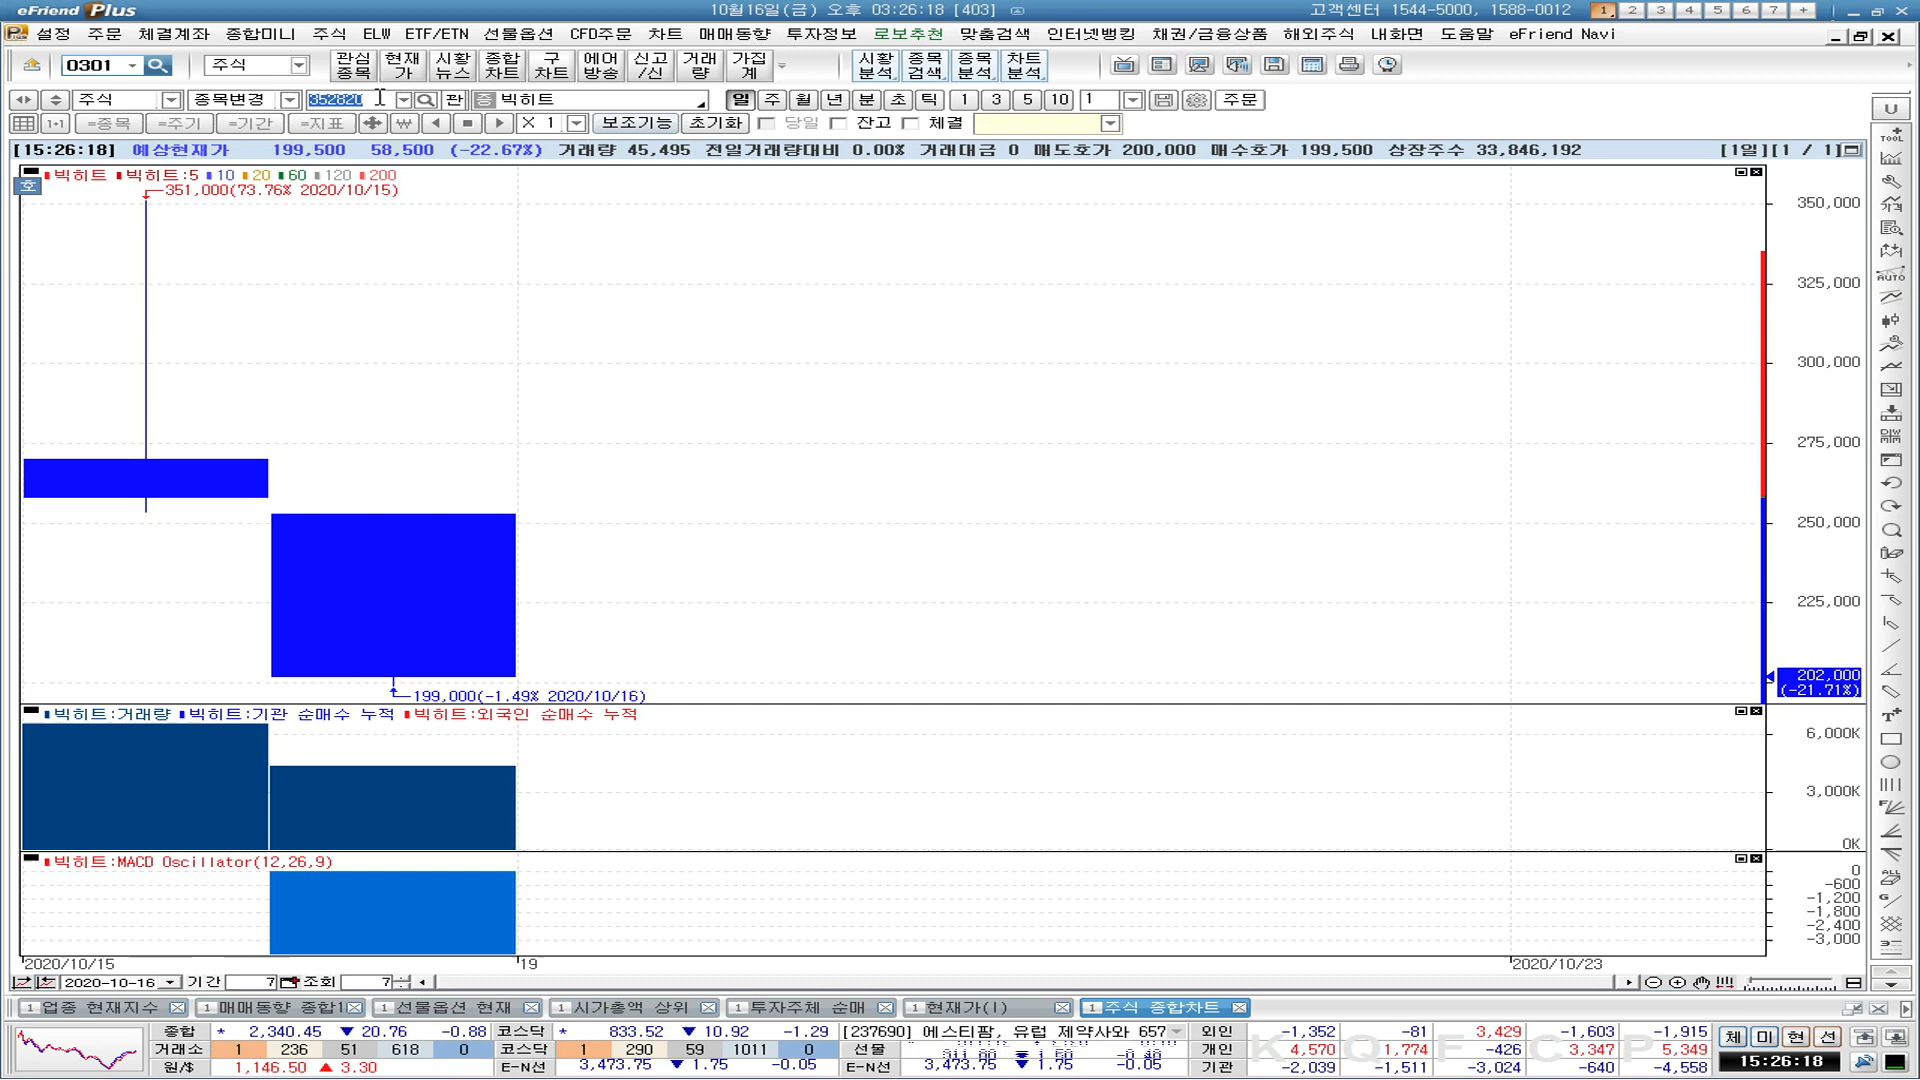 eFriend Plus 10월16일(금) 오후 03:26:18 [403] 고객센터 1544-5000, 1588-0012 1 2 3 4 5 6 7 +
설정 주문 체결계좌 종합미니 주식 ELW ETF/ETN 선물옵션 CFD주문 차트 매매동향 투자정보 로보추천 맞춤검색 인터넷뱅킹 채권/금융상품 해외주식 내화면 도움말 eFriend Navi
0301 주식 관심종목 현재가 시황뉴스 종합차트 구차트 에어방송 신고/신 거래량 가집계 시황분석 종목검색 종목분석 차트분석
주식 종목변경 352820 관 증 빅히트 일 주 월 년 분 초 틱 1 3 5 10 1 주문
1+1 =종목 =주기 =기간 =지표 ₩ X 1 보조기능 초기화 당일 잔고 체결
[15:26:18] 예상현재가 199,500 58,500 (-22.67%) 거래량 45,495 전일거래량대비 0.00% 거래대금 0 매도호가 200,000 매수호가 199,500 상장주수 33,846,192 [1일][1 / 1]
호 빅히트 빅히트:5 10 20 60 120 200
351,000(73.76% 2020/10/15)
350,000
325,000
300,000
275,000
250,000
225,000
202,000
(-21.71%)
199,000(-1.49% 2020/10/16)
빅히트:거래량 빅히트:기관 순매수 누적 빅히트:외국인 순매수 누적
6,000K
3,000K
0K
빅히트:MACD Oscillator(12,26,9)
0
-600
-1,200
-1,800
-2,400
-3,000
2020/10/15 19 2020/10/23
2020-10-16 기간 7 조회 7
1 업종 현재지수 1 매매동향 종합1 1 선물옵션 현재 1 시가총액 상위 1 투자주체 순매 1 현재가(1) 1 주식 종합차트
종합 * 2,340.45 ▼ 20.76 -0.88 코스닥 * 833.52 ▼ 10.92 -1.29 [237690] 에스티팜, 유럽 제약사와 657 외인 -1,352 -81 3,429 -1,603 -1,915 체 미 현 선
거래소 1 236 51 618 0 코스닥 1 290 59 1011 0 선물 개인 4,570 1,774 -426 3,347 5,349
원/$ 1,146.50 ▲ 3.30 E-N선 3,473.75 ▼ 1.75 -0.05 E-N선 3,473.75 ▼ 1.75 -0.05 기관 -2,039 -1,511 -3,024 -640 -4,558 15:26:18
K Q F C P
U
TOOL
AUTO
ALL